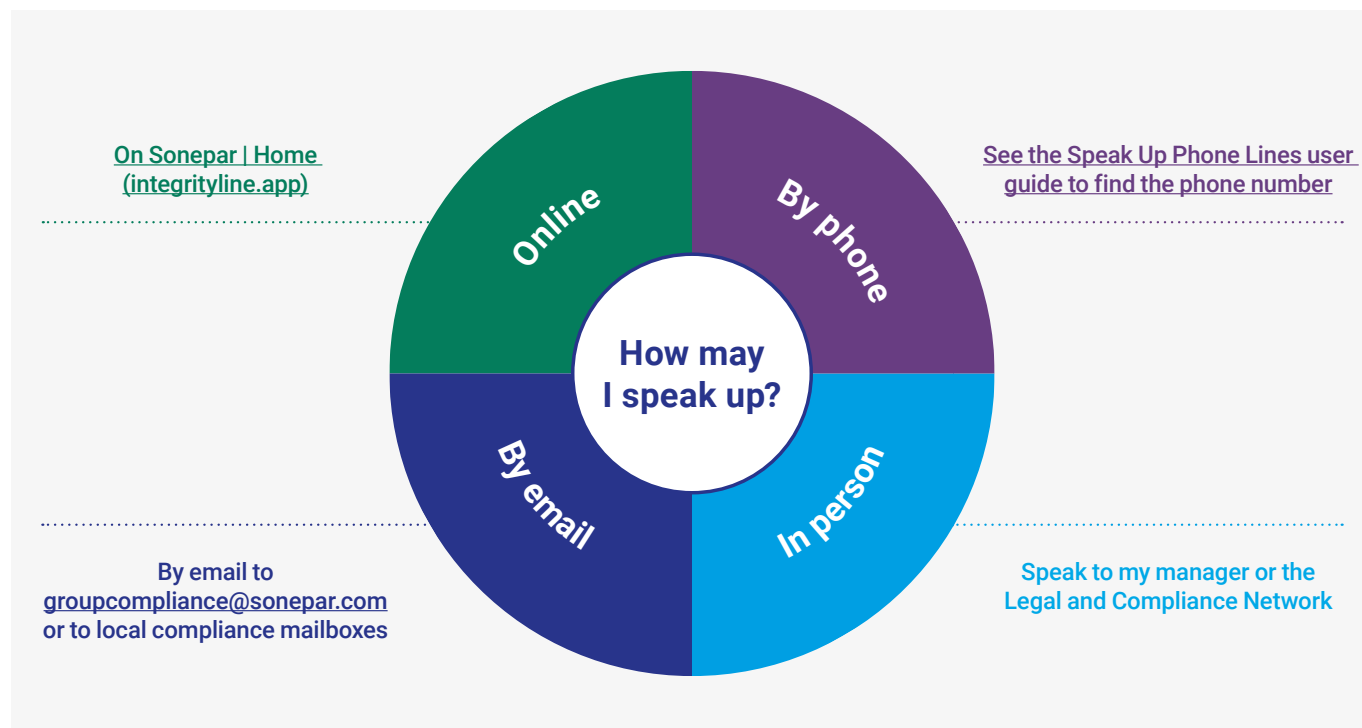 On Sonepar | Home
(integrityline.app)
See the Speak Up Phone Lines user
guide to find the phone number
Online
By phone
How may
I speak up?
By email
In person
By email to
groupcompliance@sonepar.com
or to local compliance mailboxes
Speak to my manager or the
Legal and Compliance Network